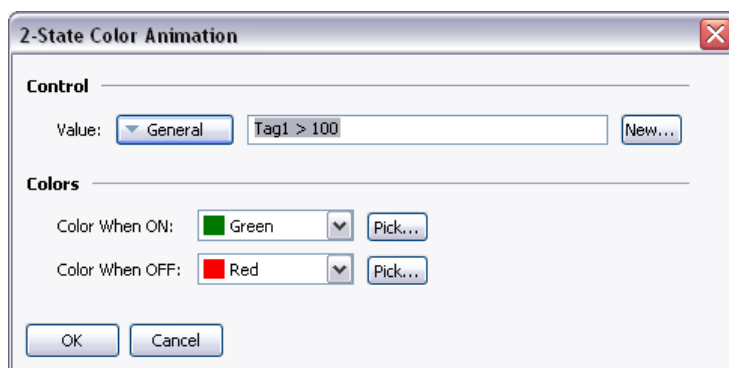 2-State Color Animation
Control
Value: General Tag1 > 100 New...
Colors
Color When ON: Green Pick...
Color When OFF: Red Pick...
OK Cancel